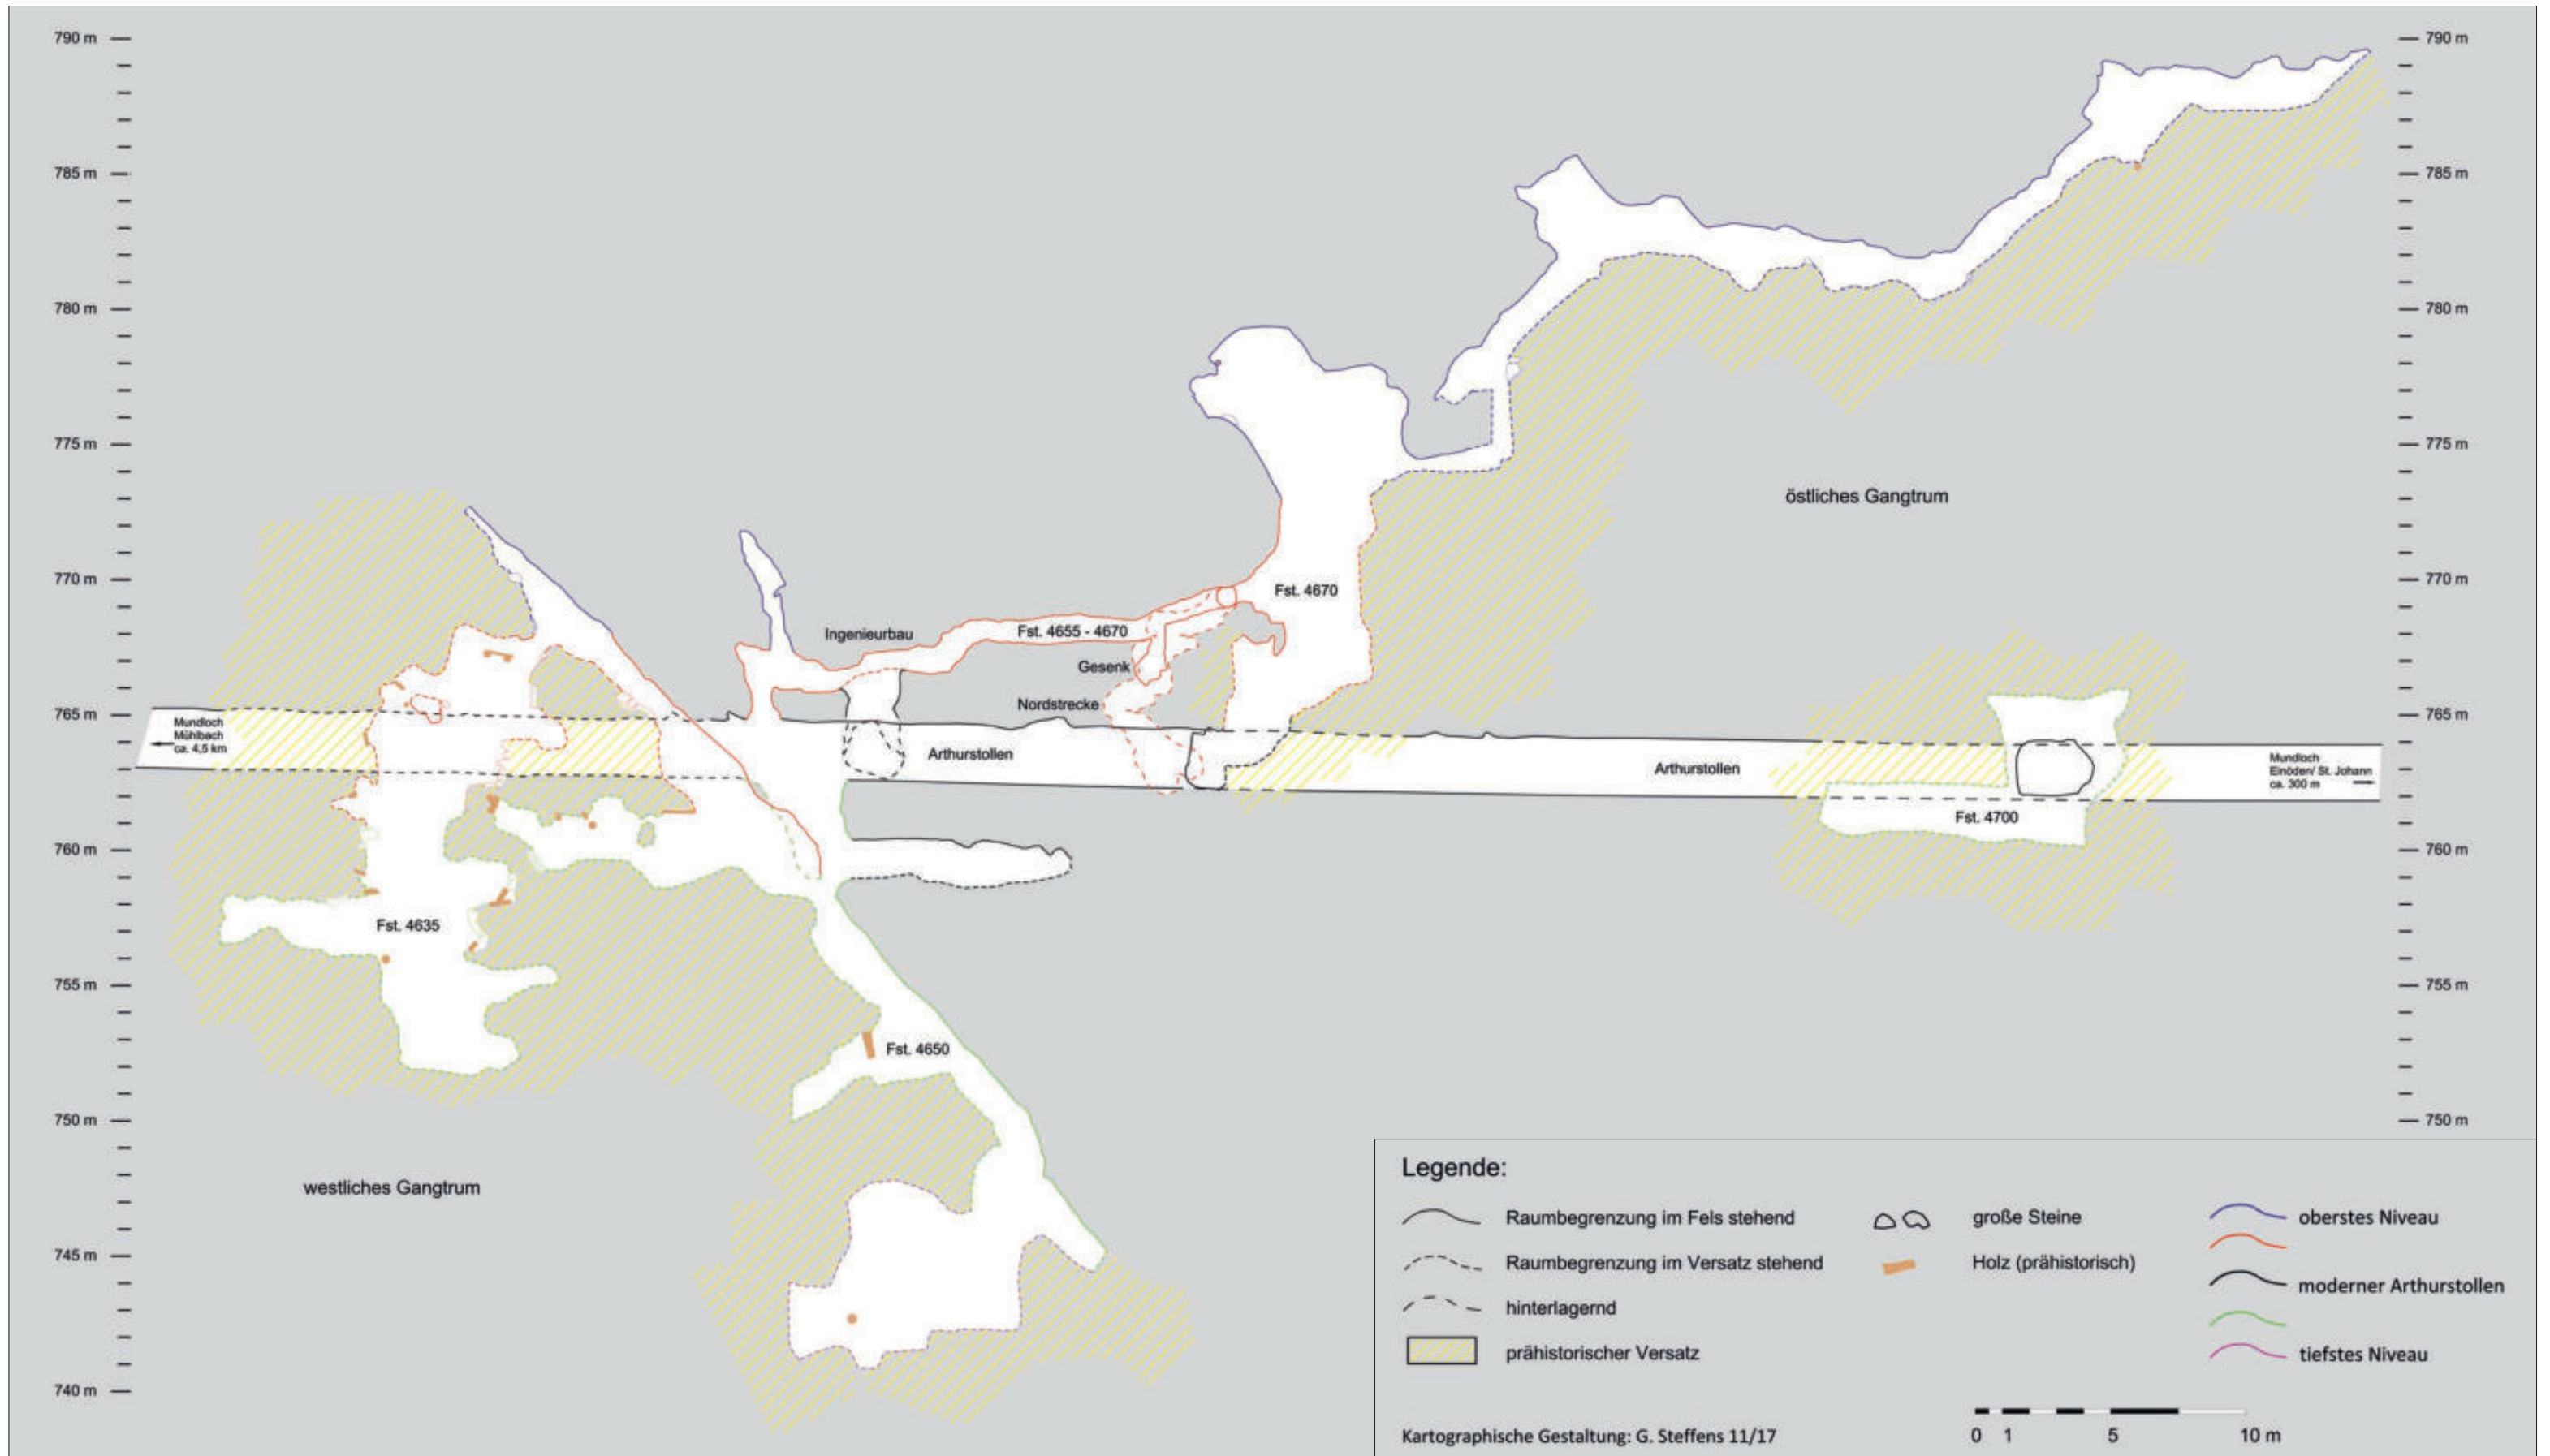 790 m
785 m
780 m
775 m
770 m
765 m
760 m
755 m
750 m
745 m
740 m
790 m
785 m
780 m
775 m
770 m
765 m
760 m
755 m
750 m
östliches Gangtrum
Fst. 4670
Ingenieurbau
Fst. 4655 - 4670
Gesenk
Nordstrecke
Mundloch
Mühlbach
ca. 4,5 km
Arthurstollen
Arthurstollen
Mundloch
Einöden/ St. Johann
ca. 300 m
Fst. 4700
Fst. 4635
Fst. 4650
westliches Gangtrum
Legende:
Raumbegrenzung im Fels stehend
Raumbegrenzung im Versatz stehend
hinterlagernd
prähistorischer Versatz
große Steine
Holz (prähistorisch)
oberstes Niveau
moderner Arthurstollen
tiefstes Niveau
Kartographische Gestaltung: G. Steffens 11/17
0 1 5 10 m